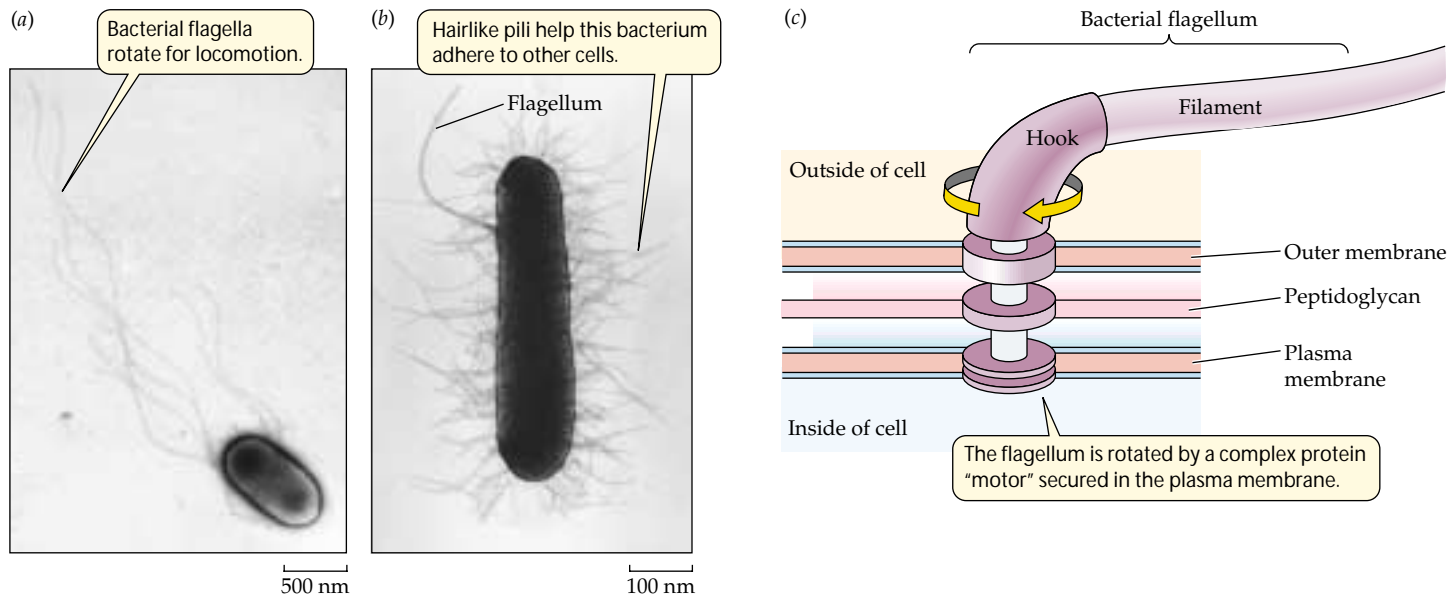 (a)
Bacterial flagella
rotate for locomotion.
500 nm
(b)
Hairlike pili help this bacterium
adhere to other cells.
Flagellum
100 nm
(c)
Bacterial flagellum
Filament
Hook
Outside of cell
Outer membrane
Peptidoglycan
Plasma
membrane
Inside of cell
The flagellum is rotated by a complex protein
“motor” secured in the plasma membrane.